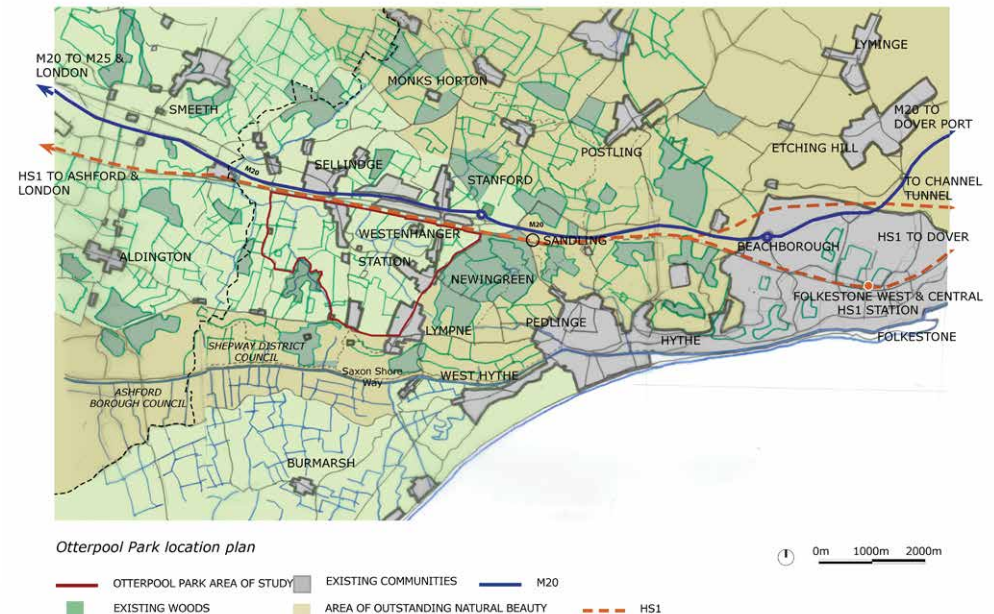 LYMINGE
M20 TO M25 &
LONDON
MONKS HORTON
SMEETH
M20 TO
DOVER PORT
ETCHING HILL
POSTLING
SELLINDGE
M20
HS1 TO ASHFORD &
LONDON
STANFORD
TO CHANNEL
TUNNEL
M20
WESTENHANGER
STATION
SANDLING
HS1 TO DOVER
BEACHBOROUGH
ALDINGTON
NEWINGREEN
FOLKESTONE WEST & CENTRAL
HS1 STATION
LYMPNE
PEDLINGE
FOLKESTONE
HYTHE
SHEPWAY DISTRICT
COUNCIL
Saxon Shore
Way
WEST HYTHE
ASHFORD
BOROUGH COUNCIL
BURMARSH
Otterpool Park location plan
0m 1000m 2000m
OTTERPOOL PARK AREA OF STUDY
EXISTING COMMUNITIES
M20
EXISTING WOODS
AREA OF OUTSTANDING NATURAL BEAUTY
HS1